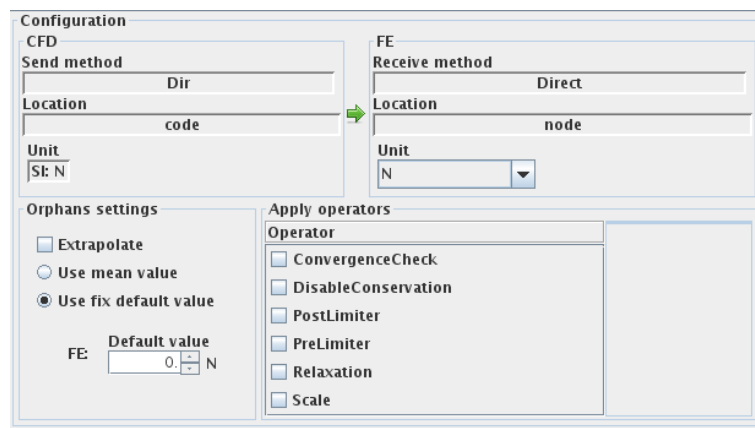 Configuration
CFD
Send method
Dir
Location
code
Unit
SI: N
FE
Receive method
Direct
Location
node
Unit
N
Orphans settings
Extrapolate
Use mean value
Use fix default value
Default value
FE: 0. N
Apply operators
Operator
ConvergenceCheck
DisableConservation
PostLimiter
PreLimiter
Relaxation
Scale